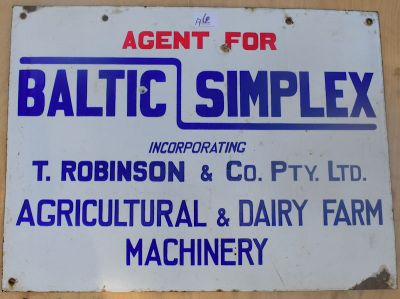 AGENT FOR
BALTIC SIMPLEX
INCORPORATING
T. ROBINSON & CO. PTY. LTD.
AGRICULTURAL & DAIRY FARM
MACHINERY